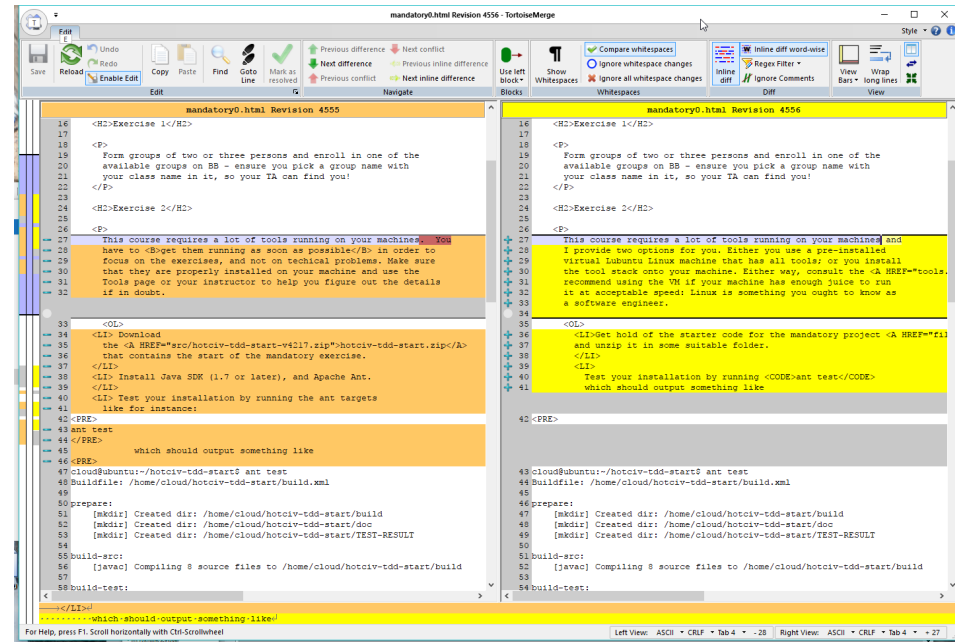 mandatory0.html Revision 4556 - TortoiseMerge
T
Edit
E
Style
Save
Reload
Undo
Redo
Enable Edit
Copy
Paste
Find
Go Line
Mark as resolved
Edit
Previous difference
Next conflict
Next difference
Previous inline difference
Previous conflict
Next inline difference
Navigate
Use left block
Blocks
Show Whitespaces
Compare whitespaces
Ignore whitespace changes
Ignore all whitespace changes
Whitespaces
Inline diff
Inline diff word-wise
Regex Filter
Ignore Comments
Diff
View Bars
Wrap long lines
View
mandatory0.html Revision 4555
16 <H2>Exercise 1</H2>
17
18 <P>
19 Form groups of two or three persons and enroll in one of the
20 available groups on BB - ensure you pick a group name with
21 your class name in it, so your TA can find you!
22 </P>
23
24 <H2>Exercise 2</H2>
25
26 <P>
27 This course requires a lot of tools running on your machines. You
28 have to <B>get them running as soon as possible</B> in order to
29 focus on the exercises, and not on techical problems. Make sure
30 that they are properly installed on your machine and use the
31 Tools page or your instructor to help you figure out the details
32 if in doubt.
33 <OL>
34 <LI> Download
35 the <A HREF="src/hotciv-tdd-start-v4217.zip">hotciv-tdd-start.zip</A>
36 that contains the start of the mandatory exercise.
37 </LI>
38 <LI> Install Java SDK (1.7 or later), and Apache Ant.
39 </LI>
40 <LI> Test your installation by running the ant targets
41 like for instance:
42 <PRE>
43 ant test
44 </PRE>
45 which should output something like
46 <PRE>
47 cloud@ubuntu:~/hotciv-tdd-start$ ant test
48 Buildfile: /home/cloud/hotciv-tdd-start/build.xml
49
50 prepare:
51 [mkdir] Created dir: /home/cloud/hotciv-tdd-start/build
52 [mkdir] Created dir: /home/cloud/hotciv-tdd-start/doc
53 [mkdir] Created dir: /home/cloud/hotciv-tdd-start/TEST-RESULT
54
55 build-src:
56 [javac] Compiling 8 source files to /home/cloud/hotciv-tdd-start/build
57
58 build-test:
mandatory0.html Revision 4556
16 <H2>Exercise 1</H2>
17
18 <P>
19 Form groups of two or three persons and enroll in one of the
20 available groups on BB - ensure you pick a group name with
21 your class name in it, so your TA can find you!
22 </P>
23
24 <H2>Exercise 2</H2>
25
26 <P>
27 This course requires a lot of tools running on your machines and
28 I provide two options for you. Either you use a pre-installed
29 virtual Lubuntu Linux machine that has all tools; or you install
30 the tool stack onto your machine. Either way, consult the <A HREF="tools.
31 recommend using the VM if your machine has enough juice to run
32 it at acceptable speed: Linux is something you ought to know as
33 a software engineer.
34
35 <OL>
36 <LI>Get hold of the starter code for the mandatory project <A HREF="fil
37 and unzip it in some suitable folder.
38 </LI>
39 <LI>
40 Test your installation by running <CODE>ant test</CODE>
41 which should output something like
42 <PRE>
43 cloud@ubuntu:~/hotciv-tdd-start$ ant test
44 Buildfile: /home/cloud/hotciv-tdd-start/build.xml
45
46 prepare:
47 [mkdir] Created dir: /home/cloud/hotciv-tdd-start/build
48 [mkdir] Created dir: /home/cloud/hotciv-tdd-start/doc
49 [mkdir] Created dir: /home/cloud/hotciv-tdd-start/TEST-RESULT
50
51 build-src:
52 [javac] Compiling 8 source files to /home/cloud/hotciv-tdd-start/build
53
54 build-test:
</LI>
which·should·output·something·like
For Help, press F1. Scroll horizontally with Ctrl-Scrollwheel
Left View: ASCII CRLF Tab 4 - 28
Right View: ASCII CRLF Tab 4 + 27